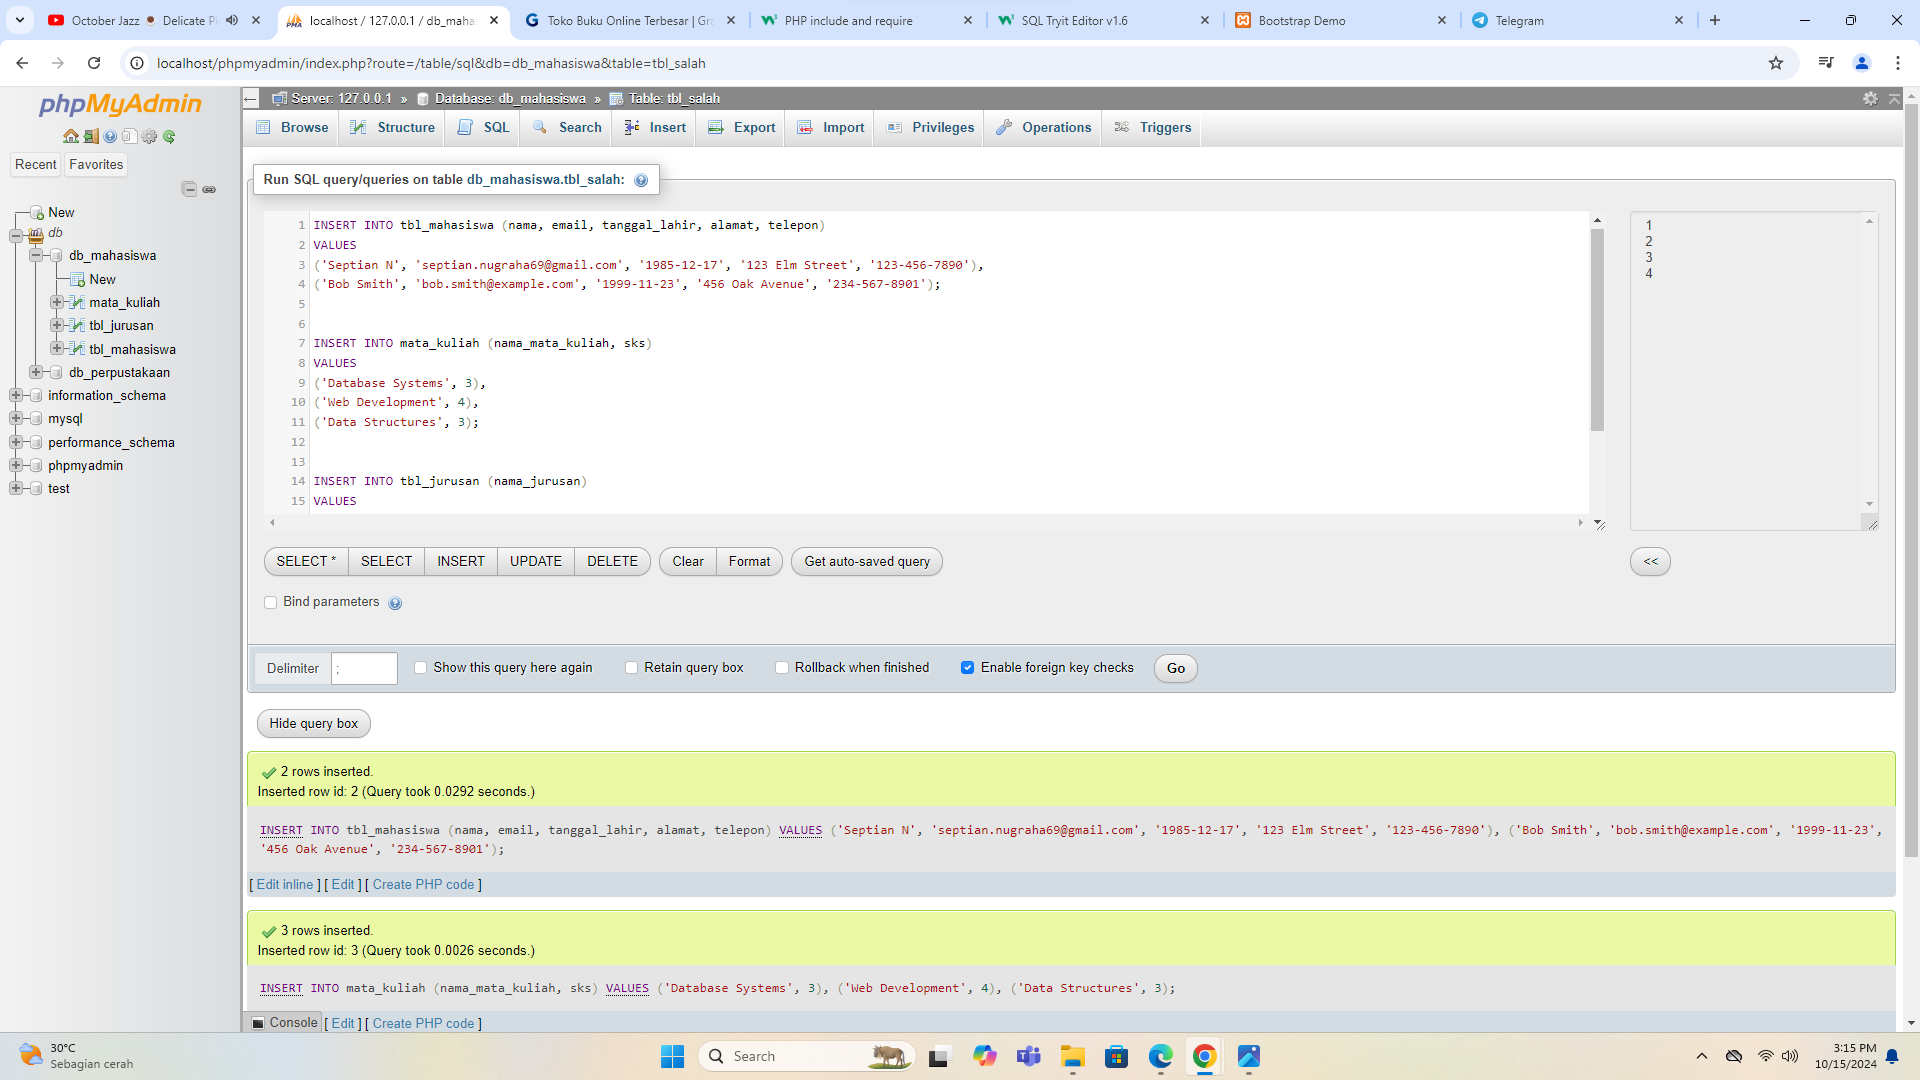 October Jazz ☕ Delicate Pi
localhost / 127.0.0.1 / db_mahas
Toko Buku Online Terbesar | Gra
PHP include and require
SQL Tryit Editor v1.6
Bootstrap Demo
Telegram
localhost/phpmyadmin/index.php?route=/table/sql&db=db_mahasiswa&table=tbl_salah
phpMyAdmin
Recent Favorites
New
db
db_mahasiswa
New
mata_kuliah
tbl_jurusan
tbl_mahasiswa
db_perpustakaan
information_schema
mysql
performance_schema
phpmyadmin
test
Server: 127.0.0.1 » Database: db_mahasiswa » Table: tbl_salah
Browse Structure SQL Search Insert Export Import Privileges Operations Triggers
Run SQL query/queries on table db_mahasiswa.tbl_salah:
1 INSERT INTO tbl_mahasiswa (nama, email, tanggal_lahir, alamat, telepon)
2 VALUES
3 ('Septian N', 'septian.nugraha69@gmail.com', '1985-12-17', '123 Elm Street', '123-456-7890'),
4 ('Bob Smith', 'bob.smith@example.com', '1999-11-23', '456 Oak Avenue', '234-567-8901');
5
6
7 INSERT INTO mata_kuliah (nama_mata_kuliah, sks)
8 VALUES
9 ('Database Systems', 3),
10 ('Web Development', 4),
11 ('Data Structures', 3);
12
13
14 INSERT INTO tbl_jurusan (nama_jurusan)
15 VALUES
1
2
3
4
SELECT * SELECT INSERT UPDATE DELETE Clear Format Get auto-saved query <<
Bind parameters
Delimiter ; Show this query here again Retain query box Rollback when finished Enable foreign key checks Go
Hide query box
2 rows inserted.
Inserted row id: 2 (Query took 0.0292 seconds.)
INSERT INTO tbl_mahasiswa (nama, email, tanggal_lahir, alamat, telepon) VALUES ('Septian N', 'septian.nugraha69@gmail.com', '1985-12-17', '123 Elm Street', '123-456-7890'), ('Bob Smith', 'bob.smith@example.com', '1999-11-23',
'456 Oak Avenue', '234-567-8901');
[ Edit inline ] [ Edit ] [ Create PHP code ]
3 rows inserted.
Inserted row id: 3 (Query took 0.0026 seconds.)
INSERT INTO mata_kuliah (nama_mata_kuliah, sks) VALUES ('Database Systems', 3), ('Web Development', 4), ('Data Structures', 3);
Console [ Edit ] [ Create PHP code ]
30°C
Sebagian cerah
Search
3:15 PM
10/15/2024